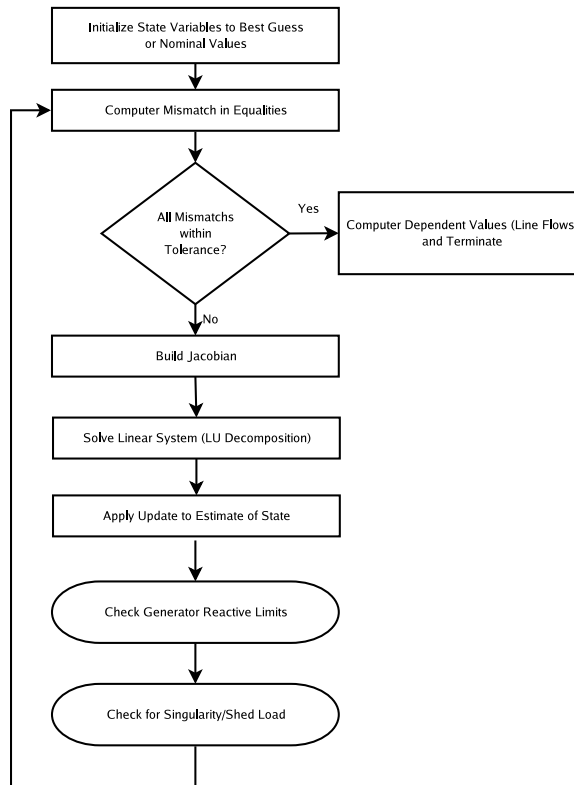 Initialize State Variables to Best Guess
or Nominal Values
Computer Mismatch in Equalities
All Mismatchs
within
Tolerance?
Yes
Computer Dependent Values (Line Flows
and Terminate
No
Build Jacobian
Solve Linear System (LU Decomposition)
Apply Update to Estimate of State
Check Generator Reactive Limits
Check for Singularity/Shed Load